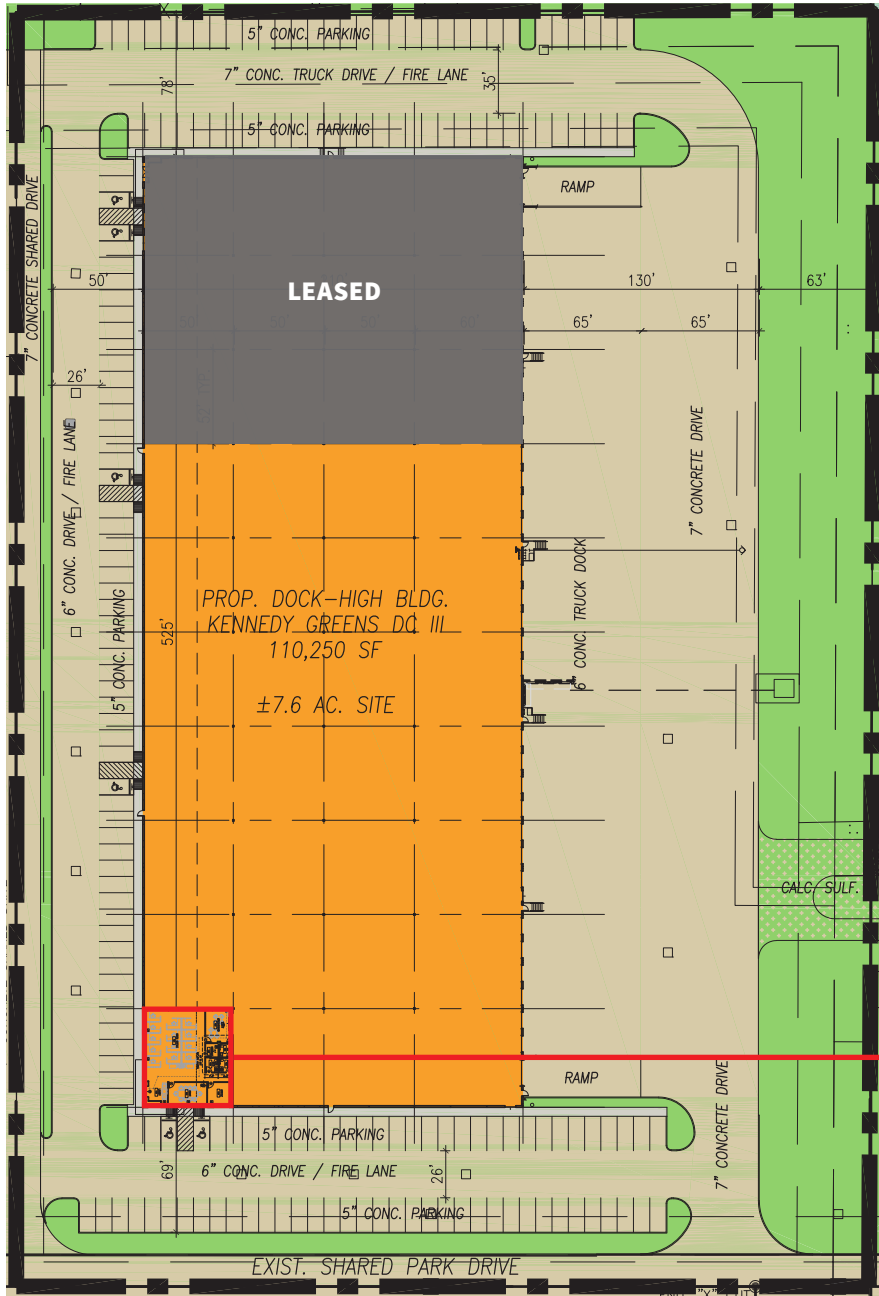 5" CONC. PARKING
7" CONC. TRUCK DRIVE / FIRE LANE
78'
35'
5" CONC. PARKING
RAMP
7" CONCRETE SHARED DRIVE
50'
LEASED
130'
63'
65'
65'
26'
6" CONC. DRIVE / FIRE LANE
7" CONCRETE DRIVE
PROP. DOCK-HIGH BLDG.
KENNEDY GREENS DC III
110,250 SF
±7.6 AC. SITE
525'
5" CONC. PARKING
6" CONC. TRUCK DOCK
CALC. SULF.
RAMP
7" CONCRETE DRIVE
5" CONC. PARKING
69'
6" CONC. DRIVE / FIRE LANE
26'
5" CONC. PARKING
EXIST. SHARED PARK DRIVE